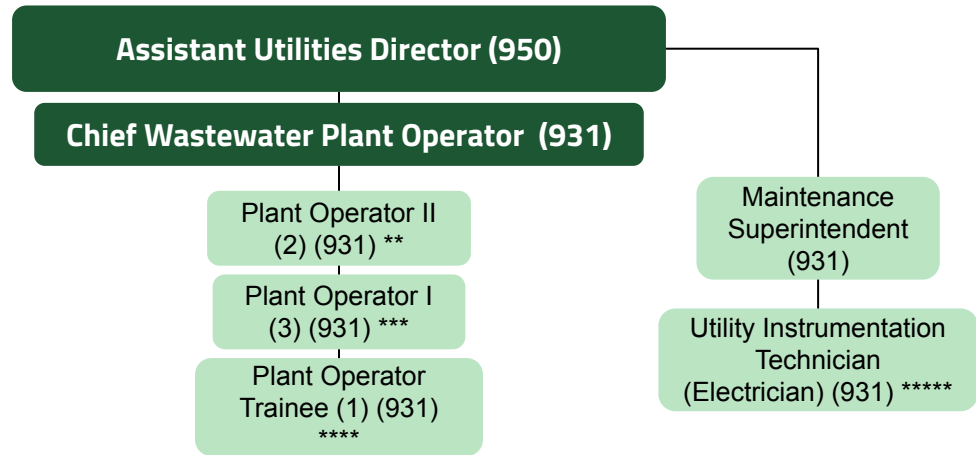 Assistant Utilities Director (950)
Chief Wastewater Plant Operator (931)
Plant Operator II
(2) (931) **
Plant Operator I
(3) (931) ***
Plant Operator
Trainee (1) (931)
****
Maintenance
Superintendent
(931)
Utility Instrumentation
Technician
(Electrician) (931) *****